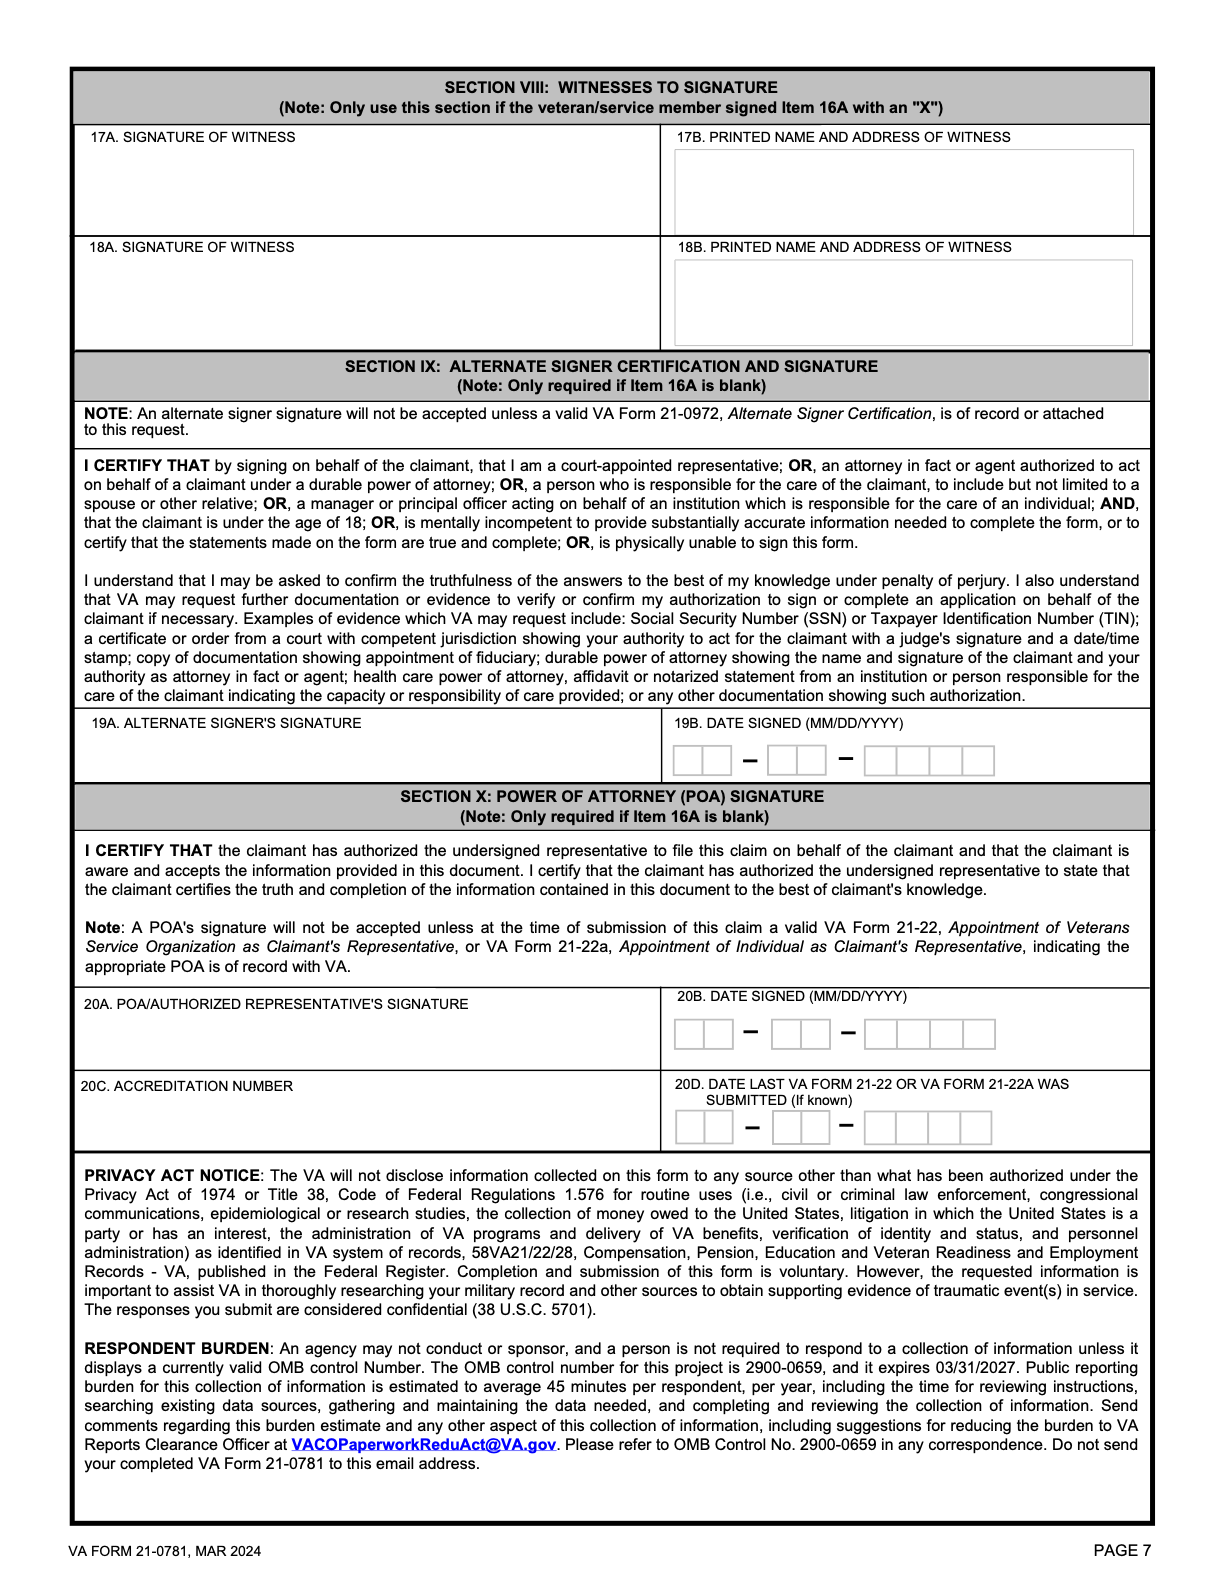 SECTION VIII: WITNESSES TO SIGNATURE
(Note: Only use this section if the veteran/service member signed Item 16A with an "X")
17A. SIGNATURE OF WITNESS
17B. PRINTED NAME AND ADDRESS OF WITNESS
18A. SIGNATURE OF WITNESS
18B. PRINTED NAME AND ADDRESS OF WITNESS
SECTION IX: ALTERNATE SIGNER CERTIFICATION AND SIGNATURE
(Note: Only required if Item 16A is blank)
NOTE: An alternate signer signature will not be accepted unless a valid VA Form 21-0972, Alternate Signer Certification, is of record or attached
to this request.
I CERTIFY THAT by signing on behalf of the claimant, that I am a court-appointed representative; OR, an attorney in fact or agent authorized to act
on behalf of a claimant under a durable power of attorney; OR, a person who is responsible for the care of the claimant, to include but not limited to a
spouse or other relative; OR, a manager or principal officer acting on behalf of an institution which is responsible for the care of an individual; AND,
that the claimant is under the age of 18; OR, is mentally incompetent to provide substantially accurate information needed to complete the form, or to
certify that the statements made on the form are true and complete; OR, is physically unable to sign this form.
I understand that I may be asked to confirm the truthfulness of the answers to the best of my knowledge under penalty of perjury. I also understand
that VA may request further documentation or evidence to verify or confirm my authorization to sign or complete an application on behalf of the
claimant if necessary. Examples of evidence which VA may request include: Social Security Number (SSN) or Taxpayer Identification Number (TIN);
a certificate or order from a court with competent jurisdiction showing your authority to act for the claimant with a judge's signature and a date/time
stamp; copy of documentation showing appointment of fiduciary; durable power of attorney showing the name and signature of the claimant and your
authority as attorney in fact or agent; health care power of attorney, affidavit or notarized statement from an institution or person responsible for the
care of the claimant indicating the capacity or responsibility of care provided; or any other documentation showing such authorization.
19A. ALTERNATE SIGNER'S SIGNATURE
19B. DATE SIGNED (MM/DD/YYYY)
– –
SECTION X: POWER OF ATTORNEY (POA) SIGNATURE
(Note: Only required if Item 16A is blank)
I CERTIFY THAT the claimant has authorized the undersigned representative to file this claim on behalf of the claimant and that the claimant is
aware and accepts the information provided in this document. I certify that the claimant has authorized the undersigned representative to state that
the claimant certifies the truth and completion of the information contained in this document to the best of claimant's knowledge.
Note: A POA's signature will not be accepted unless at the time of submission of this claim a valid VA Form 21-22, Appointment of Veterans
Service Organization as Claimant's Representative, or VA Form 21-22a, Appointment of Individual as Claimant's Representative, indicating the
appropriate POA is of record with VA.
20A. POA/AUTHORIZED REPRESENTATIVE'S SIGNATURE
20B. DATE SIGNED (MM/DD/YYYY)
– –
20C. ACCREDITATION NUMBER
20D. DATE LAST VA FORM 21-22 OR VA FORM 21-22A WAS
SUBMITTED (If known)
– –
PRIVACY ACT NOTICE: The VA will not disclose information collected on this form to any source other than what has been authorized under the
Privacy Act of 1974 or Title 38, Code of Federal Regulations 1.576 for routine uses (i.e., civil or criminal law enforcement, congressional
communications, epidemiological or research studies, the collection of money owed to the United States, litigation in which the United States is a
party or has an interest, the administration of VA programs and delivery of VA benefits, verification of identity and status, and personnel
administration) as identified in VA system of records, 58VA21/22/28, Compensation, Pension, Education and Veteran Readiness and Employment
Records - VA, published in the Federal Register. Completion and submission of this form is voluntary. However, the requested information is
important to assist VA in thoroughly researching your military record and other sources to obtain supporting evidence of traumatic event(s) in service.
The responses you submit are considered confidential (38 U.S.C. 5701).
RESPONDENT BURDEN: An agency may not conduct or sponsor, and a person is not required to respond to a collection of information unless it
displays a currently valid OMB control Number. The OMB control number for this project is 2900-0659, and it expires 03/31/2027. Public reporting
burden for this collection of information is estimated to average 45 minutes per respondent, per year, including the time for reviewing instructions,
searching existing data sources, gathering and maintaining the data needed, and completing and reviewing the collection of information. Send
comments regarding this burden estimate and any other aspect of this collection of information, including suggestions for reducing the burden to VA
Reports Clearance Officer at VACOPaperworkReduAct@VA.gov. Please refer to OMB Control No. 2900-0659 in any correspondence. Do not send
your completed VA Form 21-0781 to this email address.
VA FORM 21-0781, MAR 2024
PAGE 7